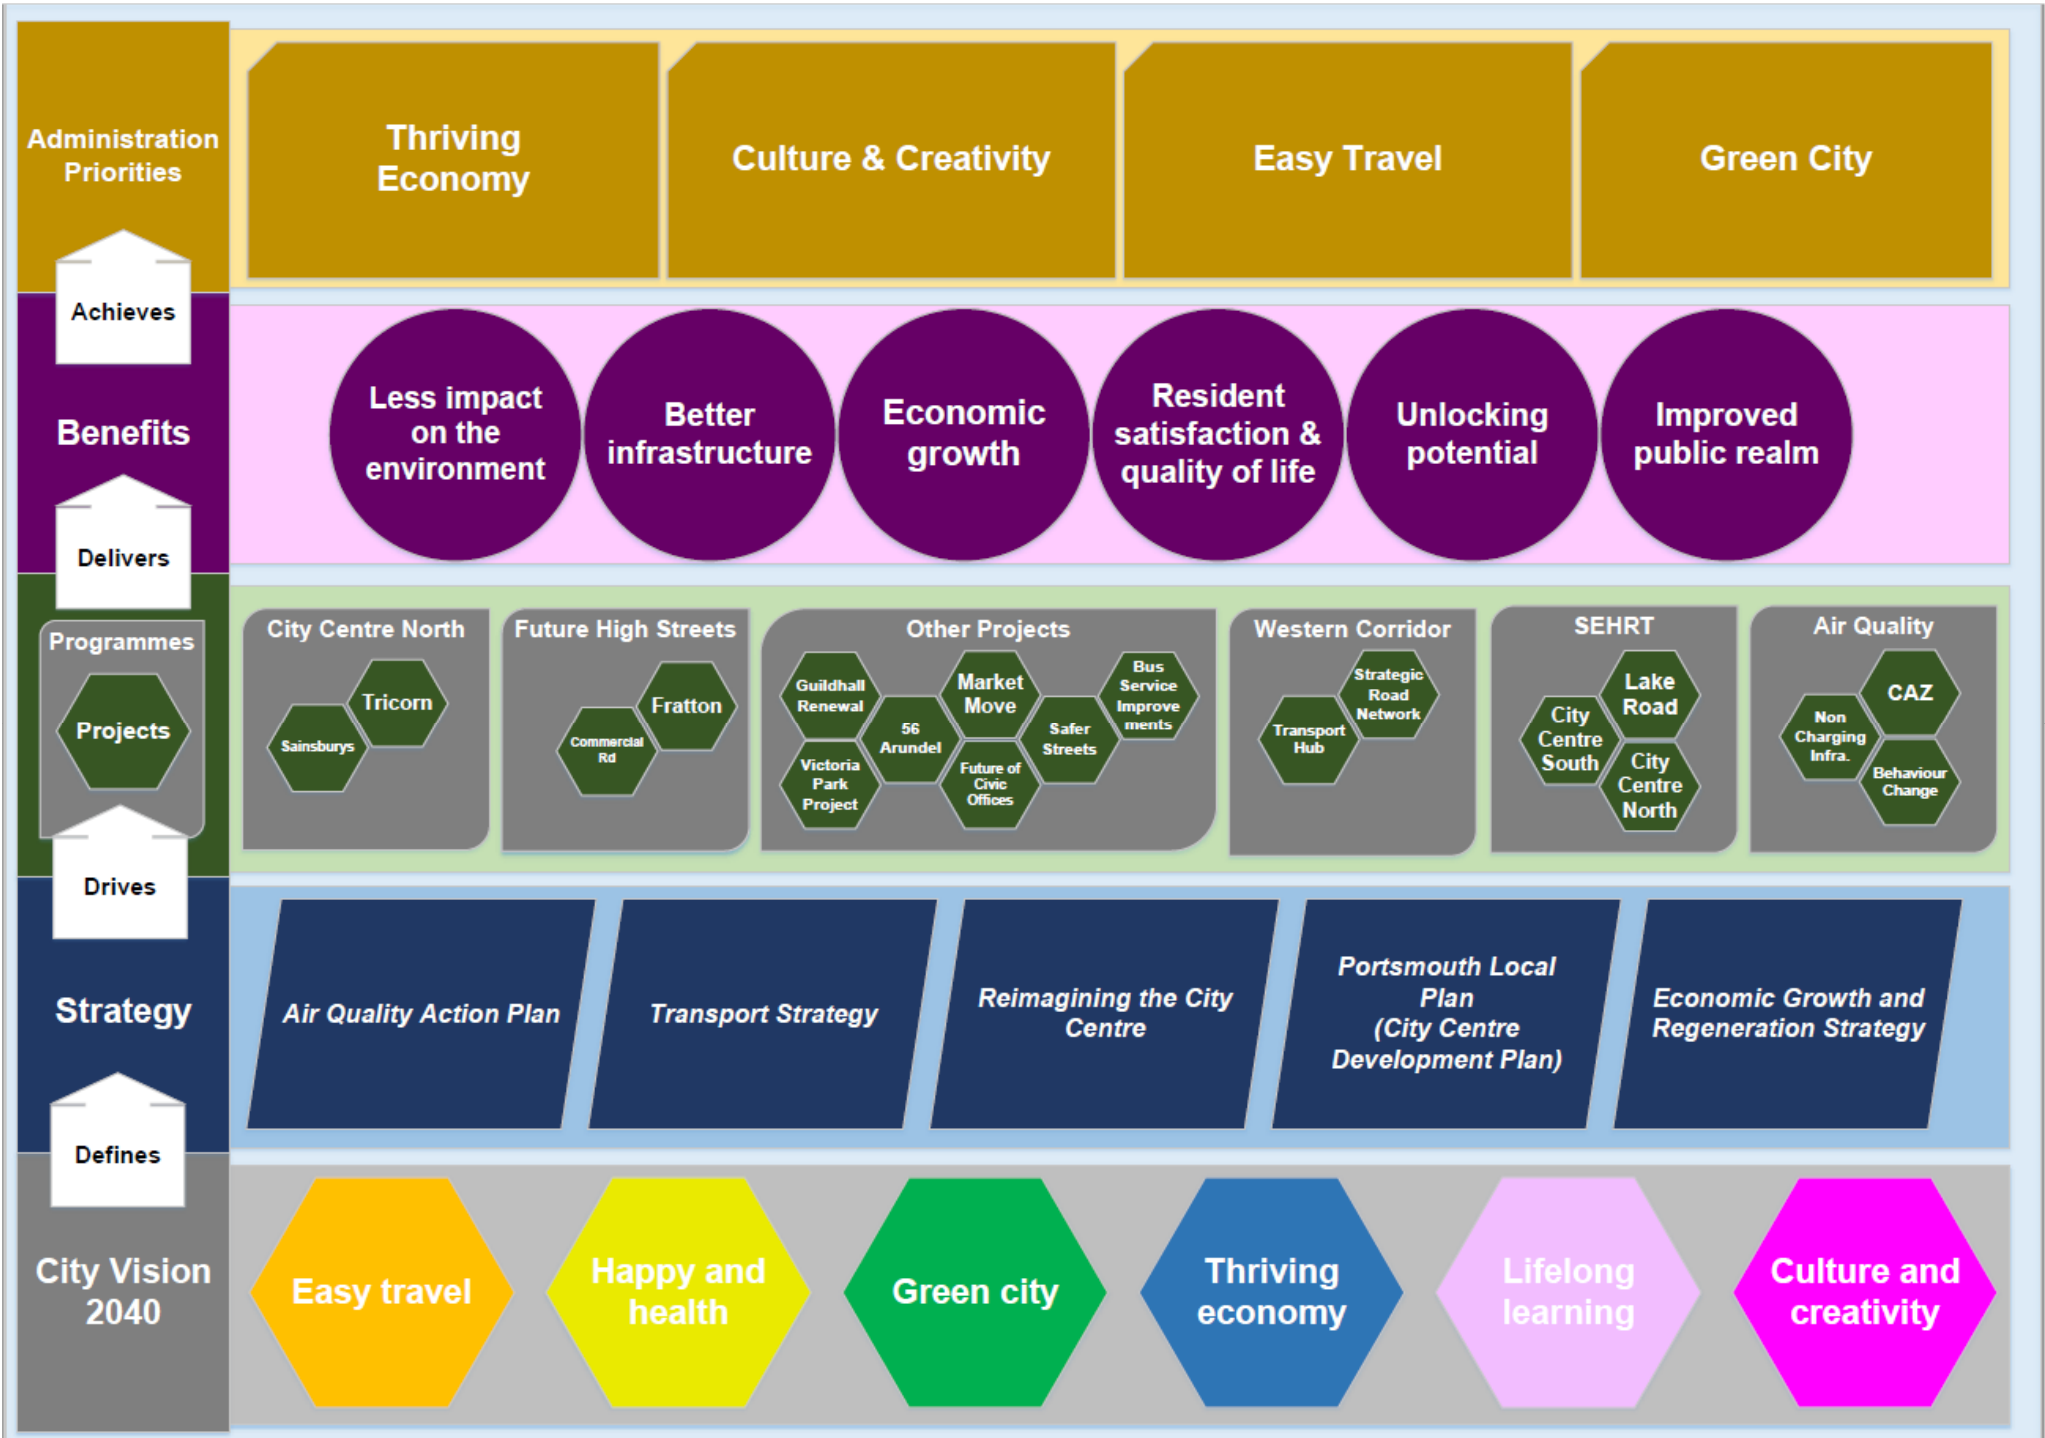 Administration
Priorities
Thriving
Economy
Culture & Creativity
Easy Travel
Green City
Achieves
Benefits
Less impact
on the
environment
Better
infrastructure
Economic
growth
Resident
satisfaction &
quality of life
Unlocking
potential
Improved
public realm
Delivers
Programmes
Projects
City Centre North
Sainsburys
Tricorn
Future High Streets
Commercial
Rd
Fratton
Other Projects
Guildhall
Renewal
Victoria
Park
Project
56
Arundel
Market
Move
Future of
Civic
Offices
Safer
Streets
Bus
Service
Improve
ments
Western Corridor
Transport
Hub
Strategic
Road
Network
SEHRT
City
Centre
South
Lake
Road
City
Centre
North
Air Quality
Non
Charging
Infra.
CAZ
Behaviour
Change
Drives
Strategy
Air Quality Action Plan
Transport Strategy
Reimagining the City
Centre
Portsmouth Local
Plan
(City Centre
Development Plan)
Economic Growth and
Regeneration Strategy
Defines
City Vision
2040
Easy travel
Happy and
health
Green city
Thriving
economy
Lifelong
learning
Culture and
creativity